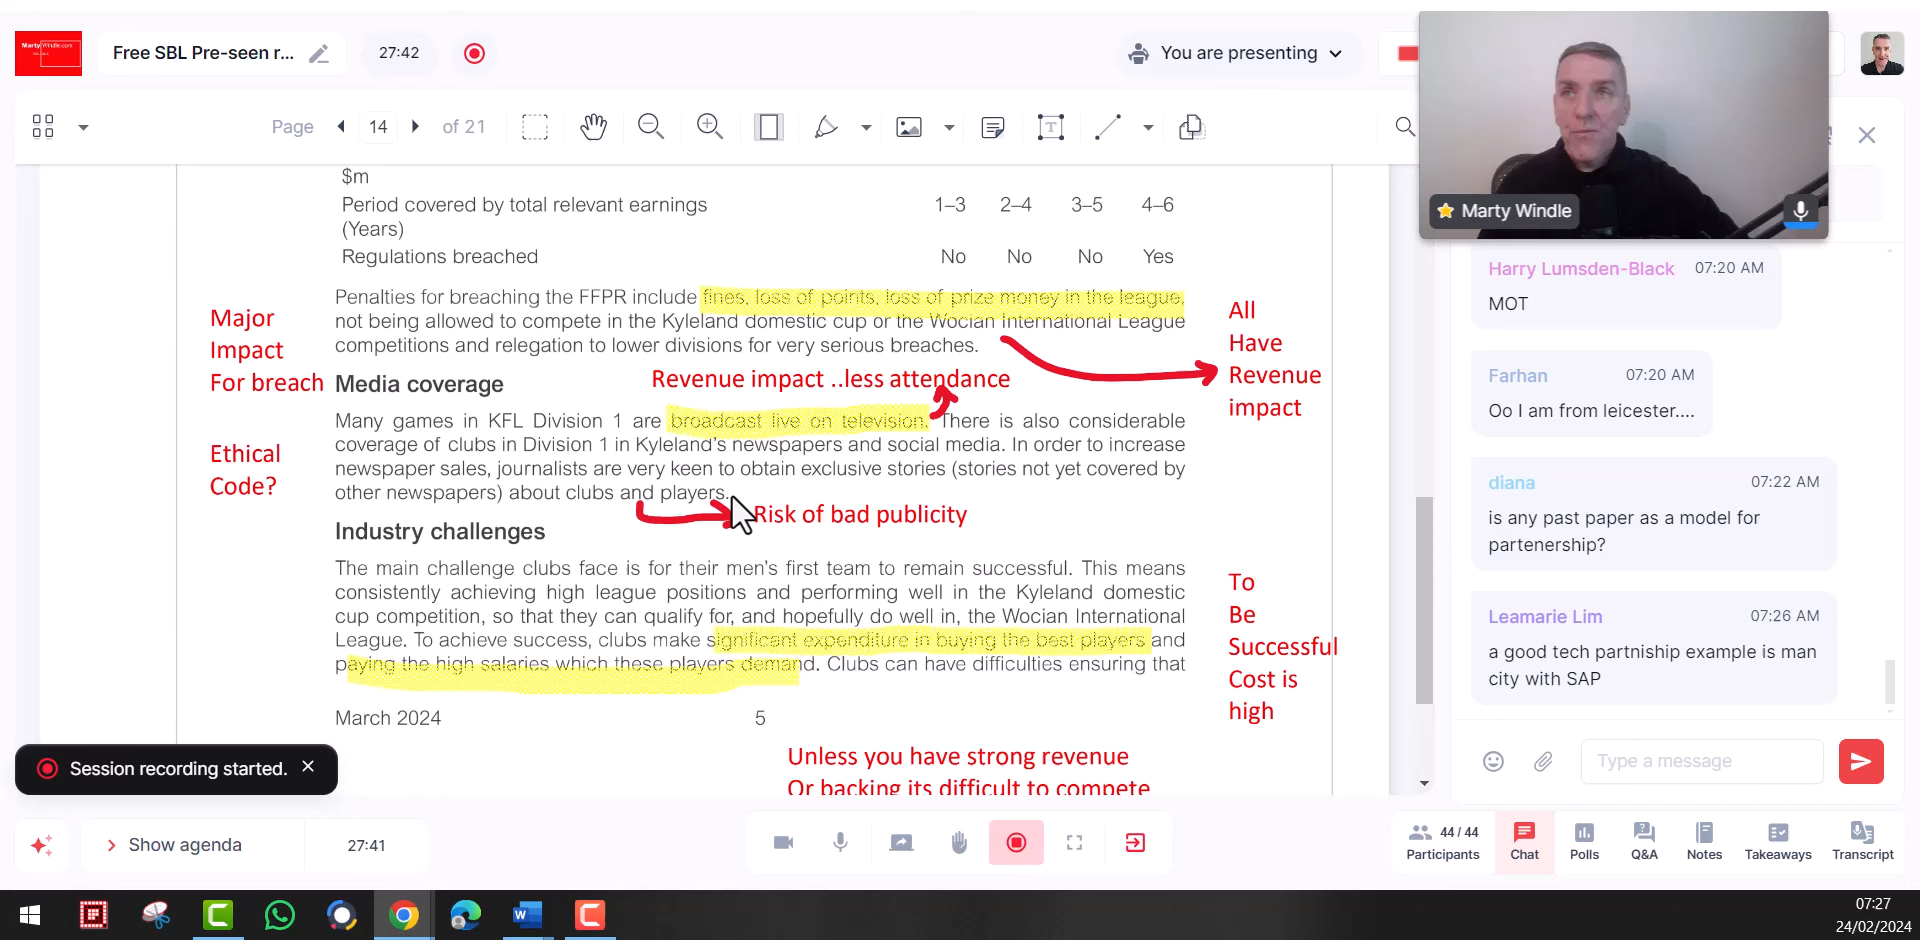 MartyWindle.com
Free SBL Pre-seen r...
27:42
You are presenting
Page 14 of 21
$m
Period covered by total relevant earnings 1–3 2–4 3–5 4–6
(Years)
Regulations breached No No No Yes
Penalties for breaching the FFPR include fines, loss of points, loss of prize money in the league,
not being allowed to compete in the Kyleland domestic cup or the Wocian International League
competitions and relegation to lower divisions for very serious breaches.
Major
Impact
For breach
All
Have
Revenue
impact
Media coverage
Revenue impact ..less attendance
Many games in KFL Division 1 are broadcast live on television. There is also considerable
coverage of clubs in Division 1 in Kyleland's newspapers and social media. In order to increase
newspaper sales, journalists are very keen to obtain exclusive stories (stories not yet covered by
other newspapers) about clubs and players.
Ethical
Code?
Risk of bad publicity
Industry challenges
The main challenge clubs face is for their men's first team to remain successful. This means
consistently achieving high league positions and performing well in the Kyleland domestic
cup competition, so that they can qualify for, and hopefully do well in, the Wocian International
League. To achieve success, clubs make significant expenditure in buying the best players and
paying the high salaries which these players demand. Clubs can have difficulties ensuring that
To
Be
Successful
Cost is
high
March 2024 5
Unless you have strong revenue
Or backing its difficult to compete
Session recording started.
Marty Windle
Harry Lumsden-Black 07:20 AM
MOT
Farhan 07:20 AM
Oo I am from leicester....
diana 07:22 AM
is any past paper as a model for
partenership?
Leamarie Lim 07:26 AM
a good tech partniship example is man
city with SAP
Type a message
Show agenda
27:41
44 / 44
Participants Chat Polls Q&A Notes Takeaways Transcript
07:27
24/02/2024